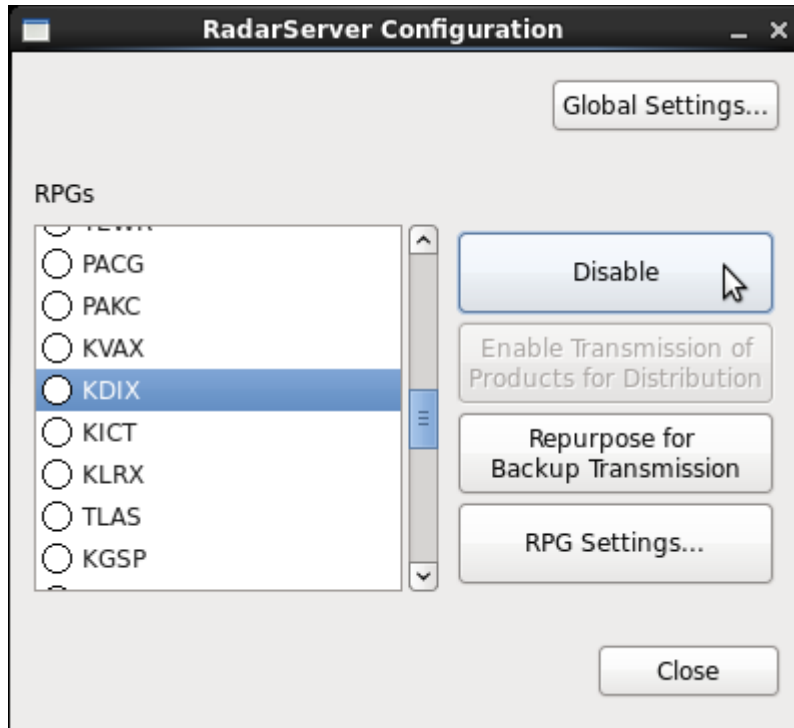 RadarServer Configuration
Global Settings...
RPGs
PACG
PAKC
KVAX
KDIX
KICT
KLRX
TLAS
KGSP
Disable
Enable Transmission of
Products for Distribution
Repurpose for
Backup Transmission
RPG Settings...
Close